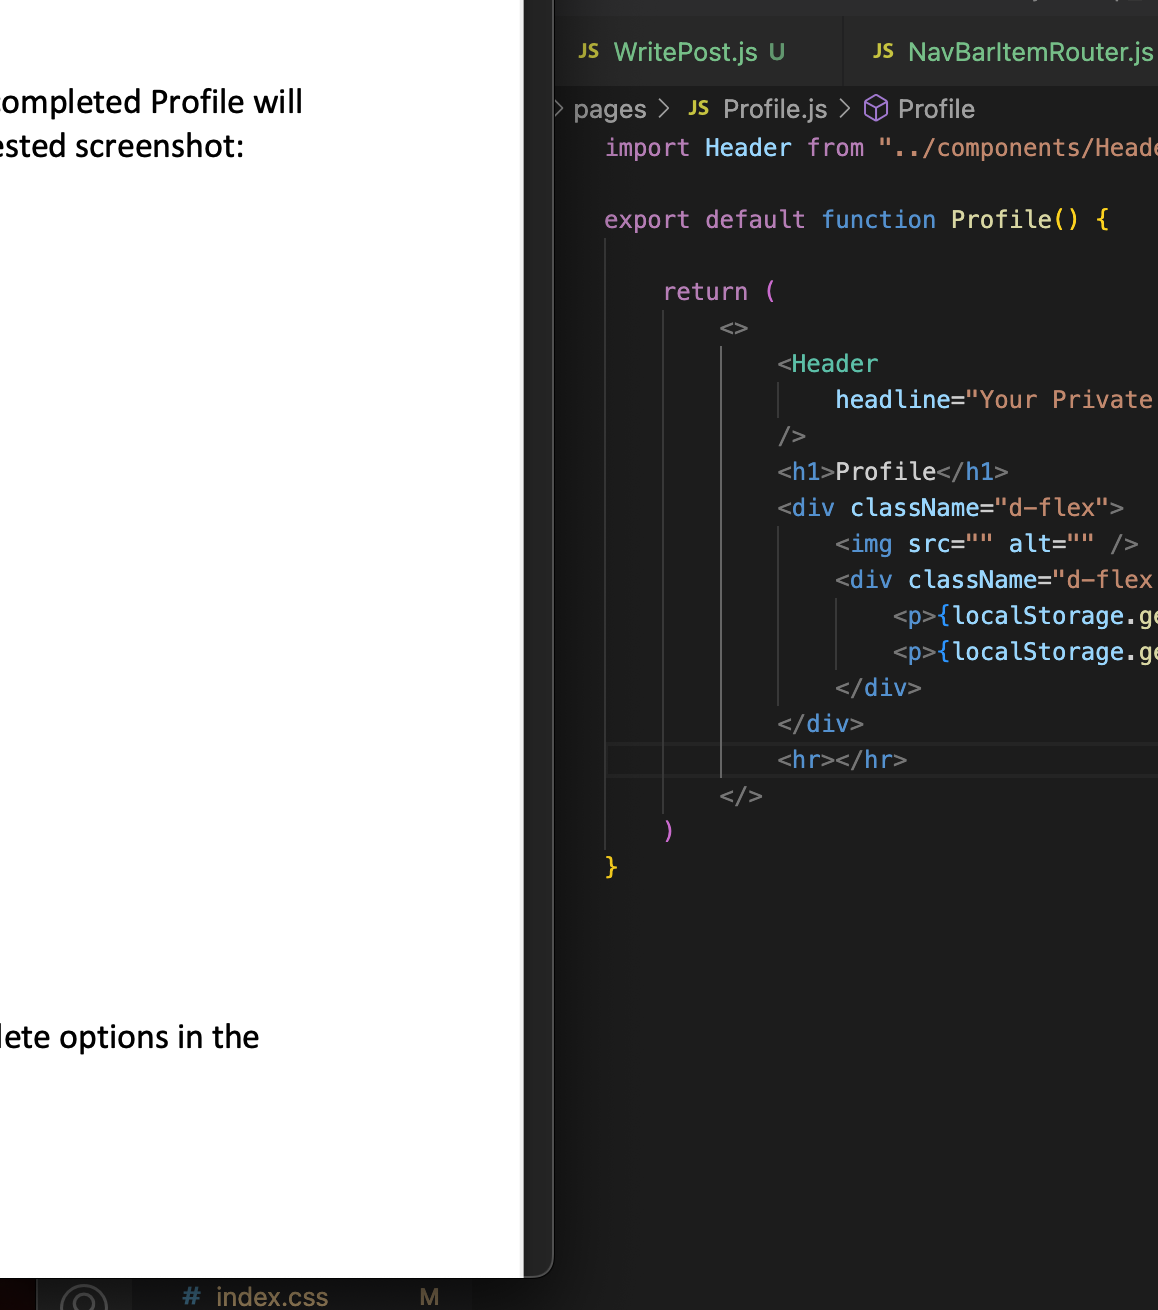 ompleted Profile will
ested screenshot:
lete options in the
JS WritePost.js U
JS NavBarItemRouter.js
> pages > JS Profile.js > Profile
import Header from "../components/Heade
export default function Profile() {
return (
<>
<Header
headline="Your Private
/>
<h1>Profile</h1>
<div className="d-flex">
<img src="" alt="" />
<div className="d-flex
<p>{localStorage.ge
<p>{localStorage.ge
</div>
</div>
<hr></hr>
</>
)
}
# index.css M